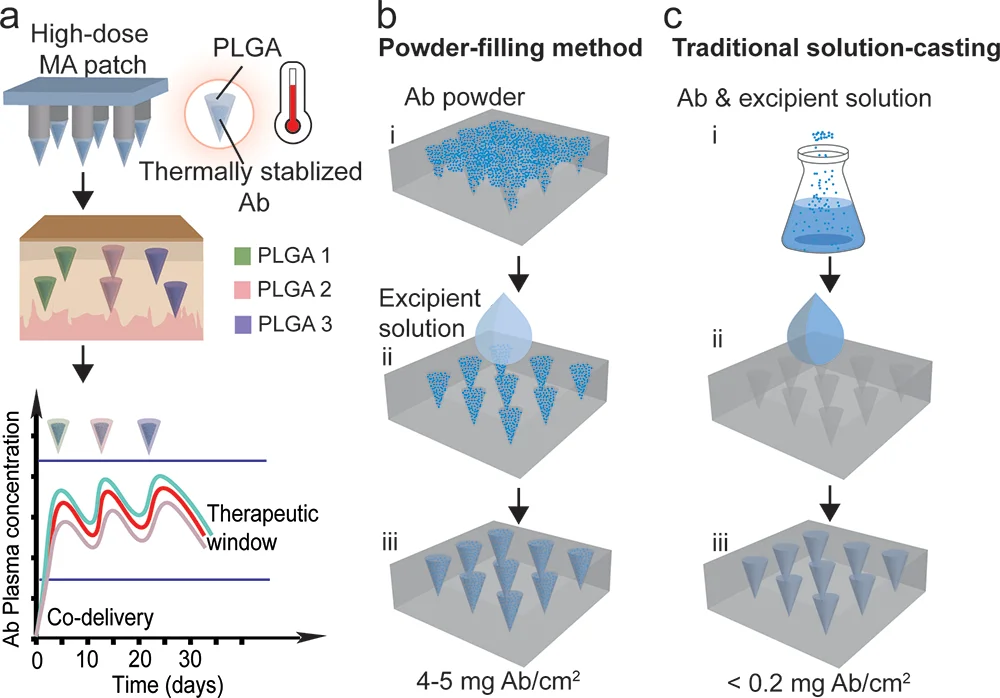 a
High-dose
MA patch
PLGA
Thermally stablized
Ab
PLGA 1
PLGA 2
PLGA 3
Ab Plasma concentration
Therapeutic
window
Co-delivery
0 10 20 30
Time (days)
b
Powder-filling method
Ab powder
i
Excipient
solution
ii
iii
4-5 mg Ab/cm²
c
Traditional solution-casting
Ab & excipient solution
i
ii
iii
< 0.2 mg Ab/cm²